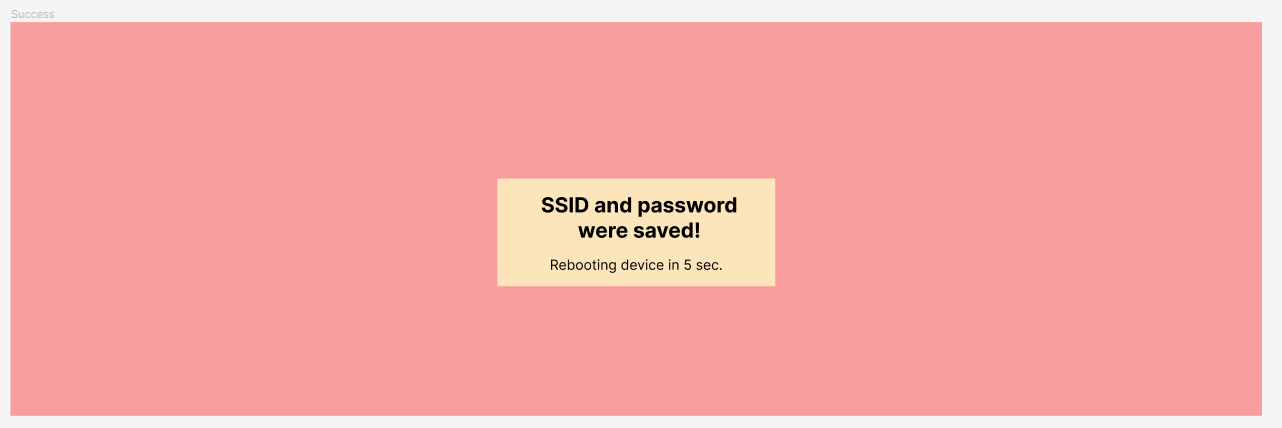 Success
SSID and password
were saved!
Rebooting device in 5 sec.